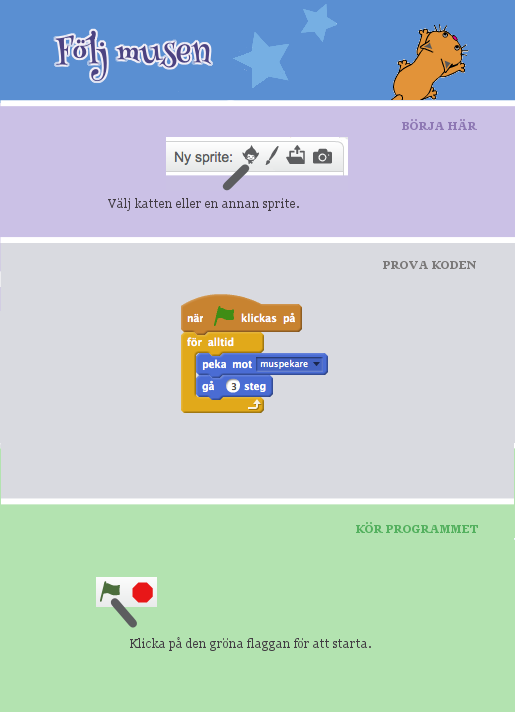 Följ musen
BÖRJA HÄR
Ny sprite:
Välj katten eller en annan sprite.
PROVA KODEN
när klickas på
för alltid
peka mot muspekare
gå 3 steg
KÖR PROGRAMMET
Klicka på den gröna flaggan för att starta.